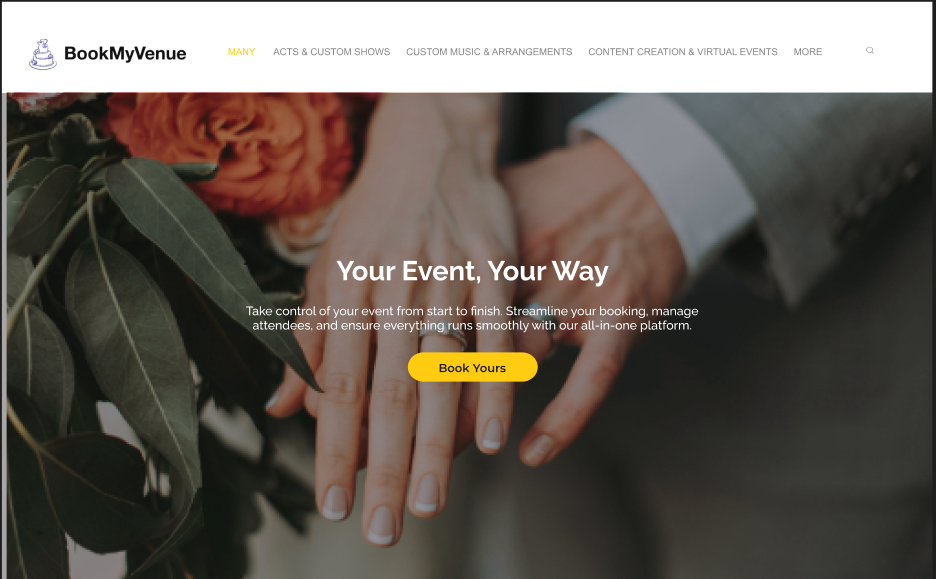 BookMyVenue
MANY
ACTS & CUSTOM SHOWS
CUSTOM MUSIC & ARRANGEMENTS
CONTENT CREATION & VIRTUAL EVENTS
MORE
Your Event, Your Way
Take control of your event from start to finish. Streamline your booking, manage
attendees, and ensure everything runs smoothly with our all-in-one platform.
Book Yours